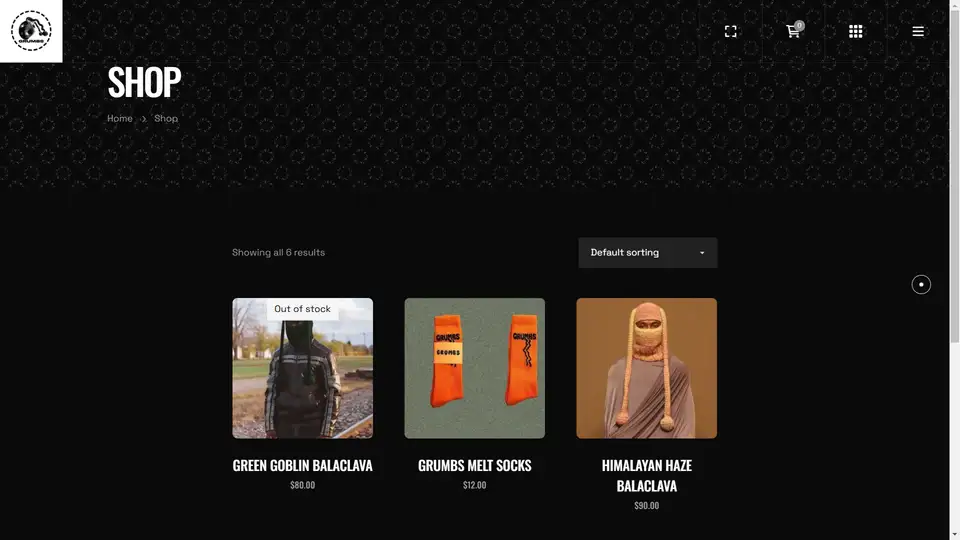 GRUMBS
0
SHOP
Home > Shop
Showing all 6 results
Default sorting
Out of stock
GRUMBS
GRUMBS
GRUMBS
GREEN GOBLIN BALACLAVA
$80.00
GRUMBS MELT SOCKS
$12.00
HIMALAYAN HAZE
BALACLAVA
$90.00